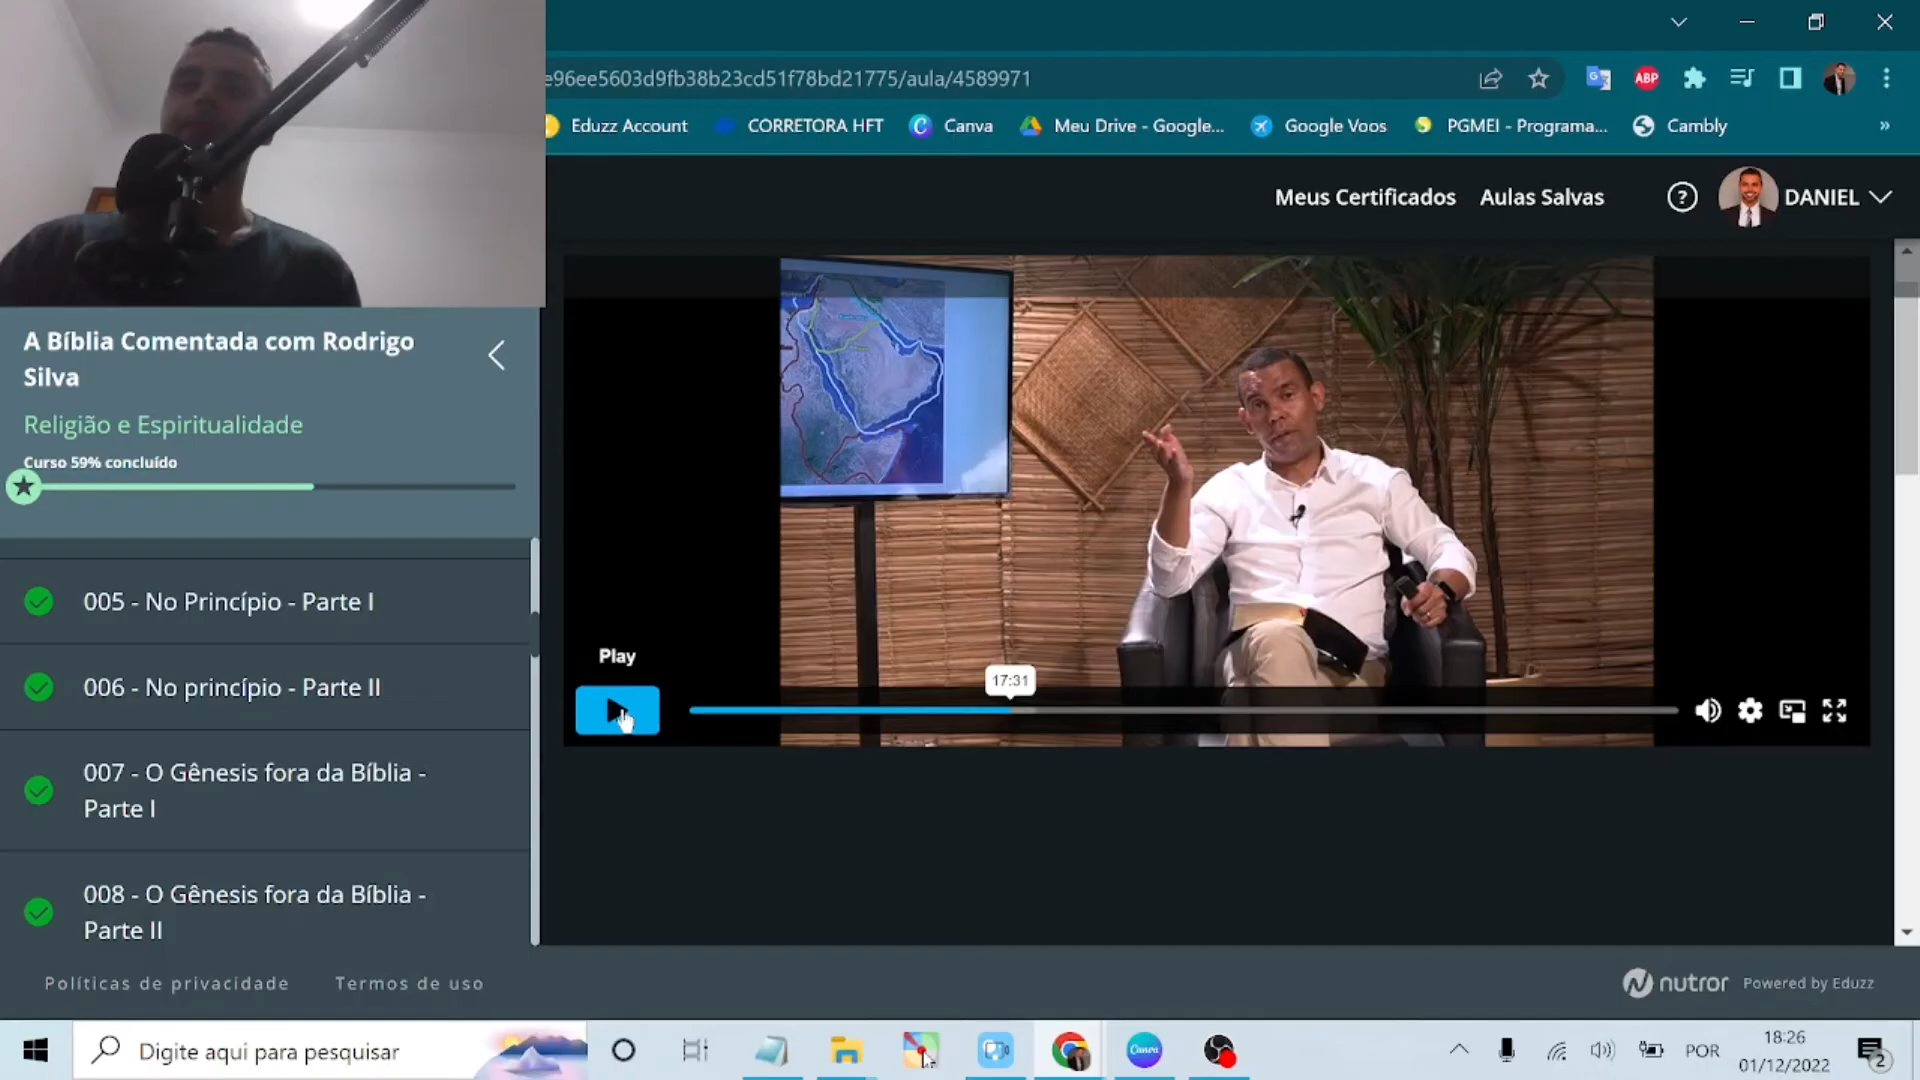 e96ee5603d9fb38b23cd51f78bd21775/aula/4589971
ABP
Eduzz Account
CORRETORA HFT
Canva
Meu Drive - Google...
Google Voos
PGMEI - Programa...
Cambly
»
Meus Certificados
Aulas Salvas
?
DANIEL
A Bíblia Comentada com Rodrigo
Silva
Religião e Espiritualidade
Curso 59% concluído
005 - No Princípio - Parte I
006 - No princípio - Parte II
007 - O Gênesis fora da Bíblia -
Parte I
008 - O Gênesis fora da Bíblia -
Parte II
Play
17:31
Políticas de privacidade
Termos de uso
nutror
Powered by Eduzz
Digite aqui para pesquisar
Canva
POR
18:26
01/12/2022
2